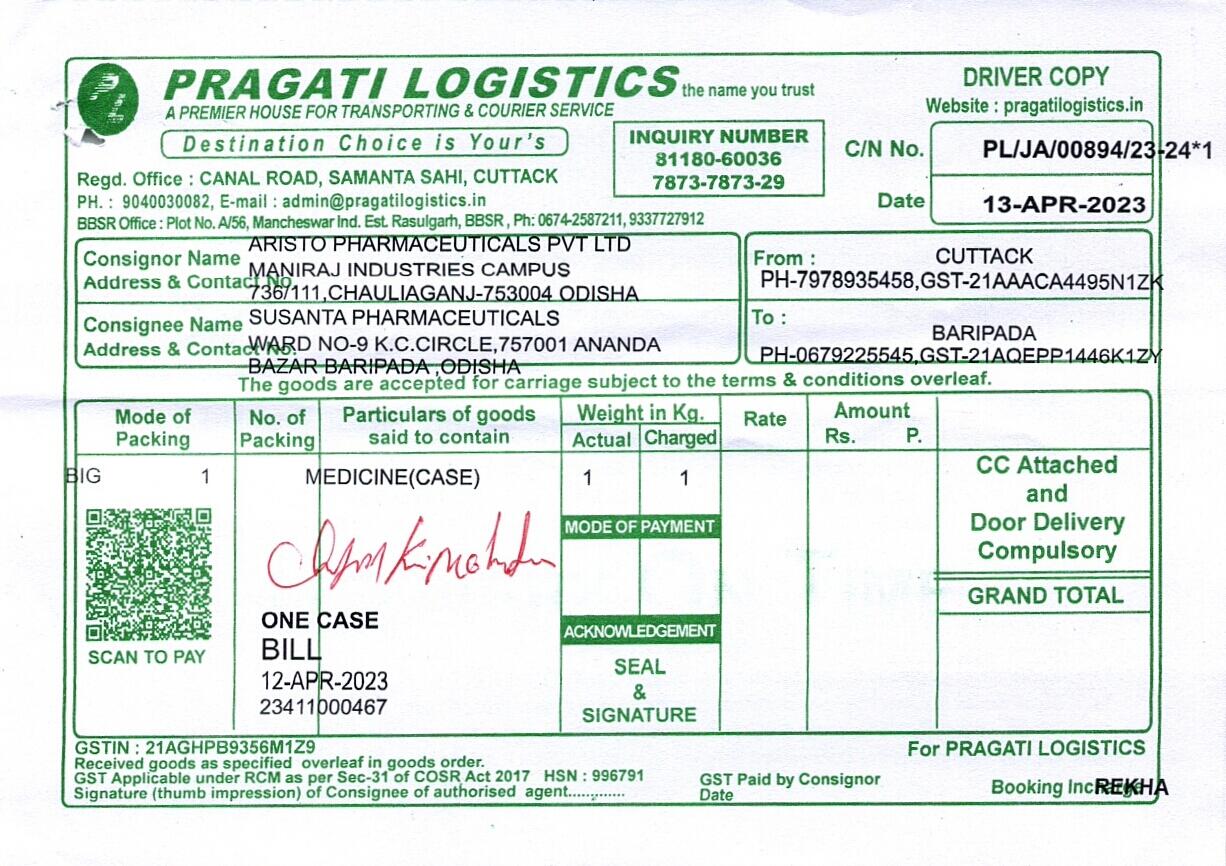 PRAGATI LOGISTICS the name you trust
A PREMIER HOUSE FOR TRANSPORTING & COURIER SERVICE
Destination Choice is Your's
Regd. Office : CANAL ROAD, SAMANTA SAHI, CUTTACK
PH. : 9040030082, E-mail : admin@pragatilogistics.in
BBSR Office : Plot No. A/56, Mancheswar Ind. Est. Rasulgarh, BBSR , Ph: 0674-2587211, 9337727912
INQUIRY NUMBER
81180-60036
7873-7873-29
DRIVER COPY
Website : pragatilogistics.in
C/N No. PL/JA/00894/23-24*1
Date 13-APR-2023
Consignor Name
Address & Contact No.
ARISTO PHARMACEUTICALS PVT LTD
MANIRAJ INDUSTRIES CAMPUS
736/111,CHAULIAGANJ-753004 ODISHA
From : CUTTACK
PH-7978935458,GST-21AAACA4495N1ZK
Consignee Name
Address & Contact No.
SUSANTA PHARMACEUTICALS
WARD NO-9 K.C.CIRCLE,757001 ANANDA
BAZAR BARIPADA ,ODISHA
To : BARIPADA
PH-0679225545,GST-21AQEPP1446K1ZY
The goods are accepted for carriage subject to the terms & conditions overleaf.
Mode of Packing
No. of Packing
Particulars of goods said to contain
Weight in Kg.
Actual Charged
Rate
Amount
Rs. P.
BIG 1 MEDICINE(CASE) 1 1
CC Attached
and
Door Delivery
Compulsory
GRAND TOTAL
MODE OF PAYMENT
ACKNOWLEDGEMENT
SEAL
&
SIGNATURE
SCAN TO PAY
ONE CASE
BILL
12-APR-2023
23411000467
GSTIN : 21AGHPB9356M1Z9
Received goods as specified overleaf in goods order.
GST Applicable under RCM as per Sec-31 of COSR Act 2017 HSN : 996791
Signature (thumb impression) of Consignee of authorised agent.............
GST Paid by Consignor
Date
For PRAGATI LOGISTICS
Booking Incharge REKHA